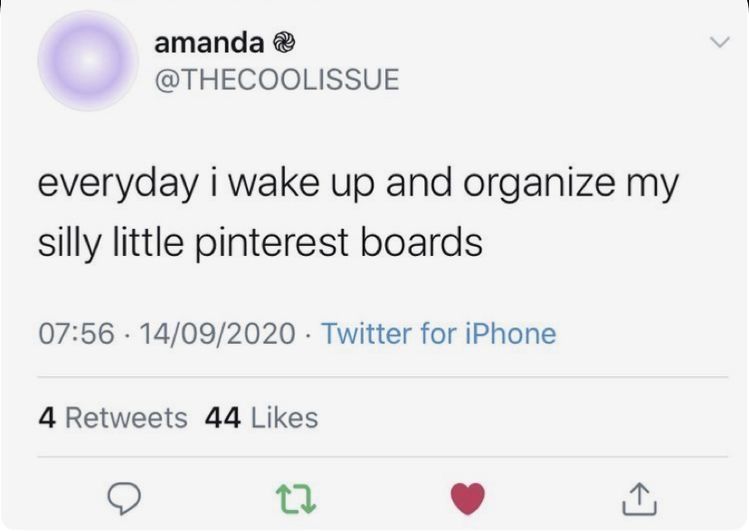 amanda ֎
@THECOOLISSUE
everyday i wake up and organize my
silly little pinterest boards
07:56 · 14/09/2020 · Twitter for iPhone
4 Retweets 44 Likes